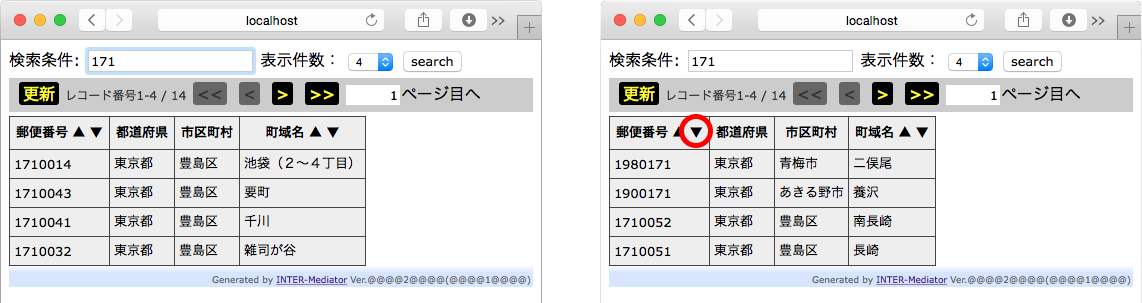 localhost
検索条件: 171 表示件数： 4 search
更新 レコード番号1-4 / 14 << < > >> 1 ページ目へ
郵便番号 ▲ ▼ 都道府県 市区町村 町域名 ▲ ▼
1710014 東京都 豊島区 池袋（２～４丁目）
1710043 東京都 豊島区 要町
1710041 東京都 豊島区 千川
1710032 東京都 豊島区 雑司が谷
Generated by INTER-Mediator Ver.@@@@2@@@@(@@@@1@@@@)
localhost
検索条件: 171 表示件数： 4 search
更新 レコード番号1-4 / 14 << < > >> 1 ページ目へ
郵便番号 ▲ ▼ 都道府県 市区町村 町域名 ▲ ▼
1980171 東京都 青梅市 二俣尾
1900171 東京都 あきる野市 養沢
1710052 東京都 豊島区 南長崎
1710051 東京都 豊島区 長崎
Generated by INTER-Mediator Ver.@@@@2@@@@(@@@@1@@@@)